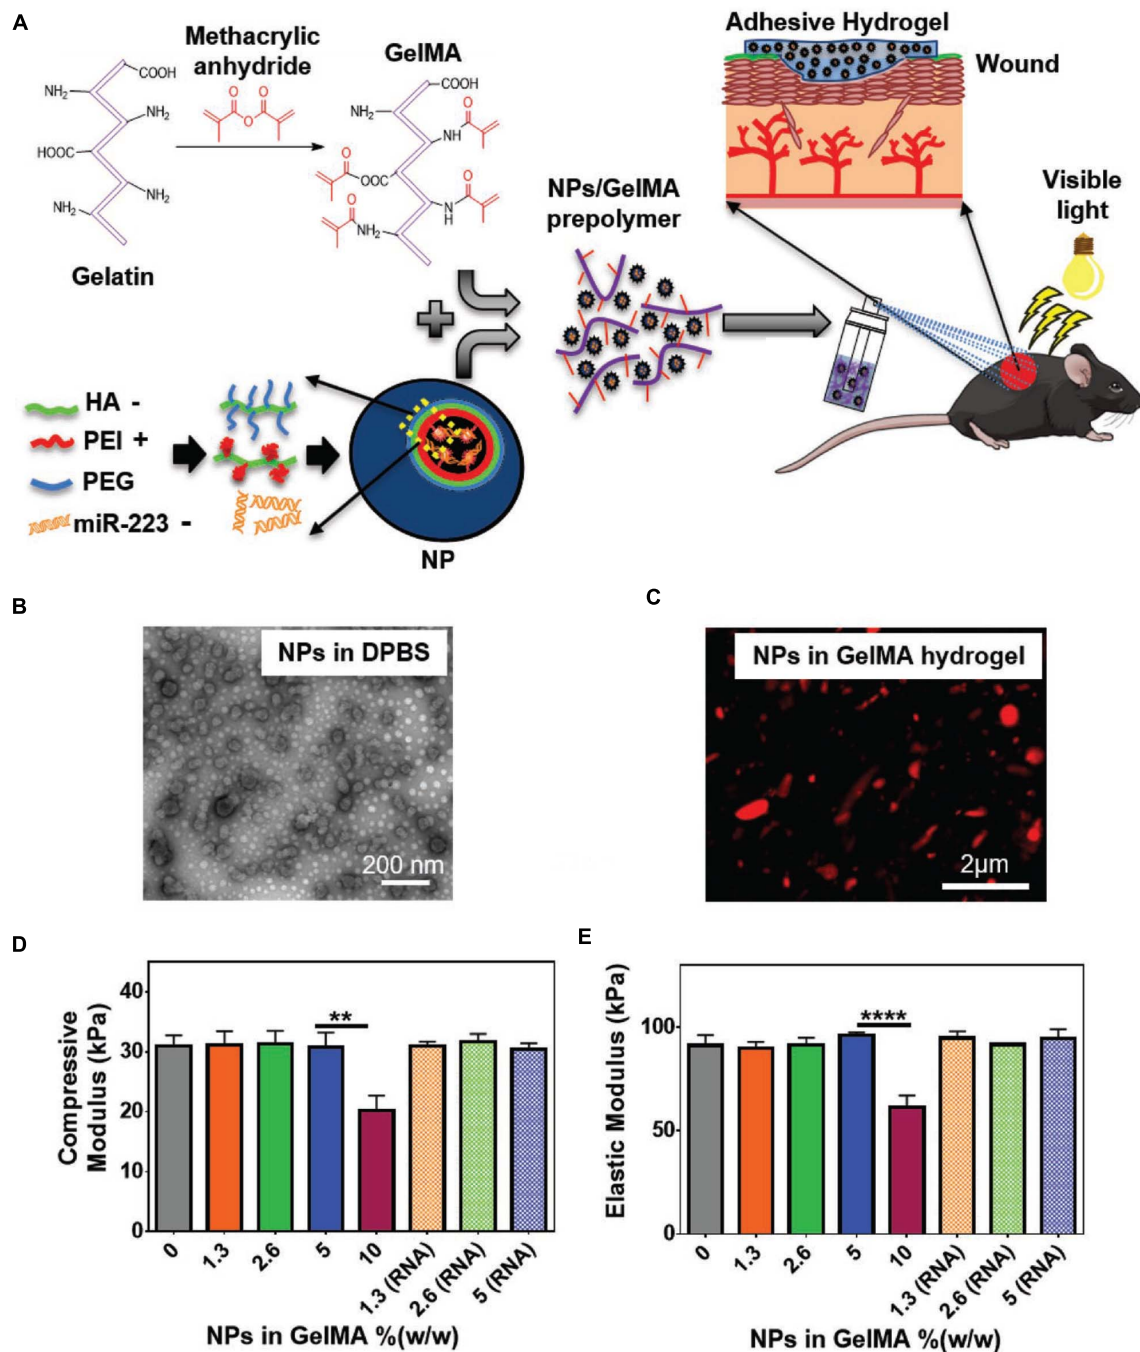 A
Methacrylic
anhydride
GelMA
Adhesive Hydrogel
Wound
COOH
NH2
NH2
HOOC
NH2
NH2
Gelatin
O O
O
COOH
NH2
O
NH
O
OOC
O
N
H
O
NH2
NPs/GelMA
prepolymer
Visible
light
HA -
PEI +
PEG
miR-223 -
NP
B
NPs in DPBS
200 nm
C
NPs in GelMA hydrogel
2µm
D
Compressive
Modulus (kPa)
40
30
20
10
0
**
0 1.3 2.6 5 10 1.3 (RNA) 2.6 (RNA) 5 (RNA)
NPs in GelMA %(w/w)
E
Elastic Modulus (kPa)
100
50
0
****
0 1.3 2.6 5 10 1.3 (RNA) 2.6 (RNA) 5 (RNA)
NPs in GelMA %(w/w)